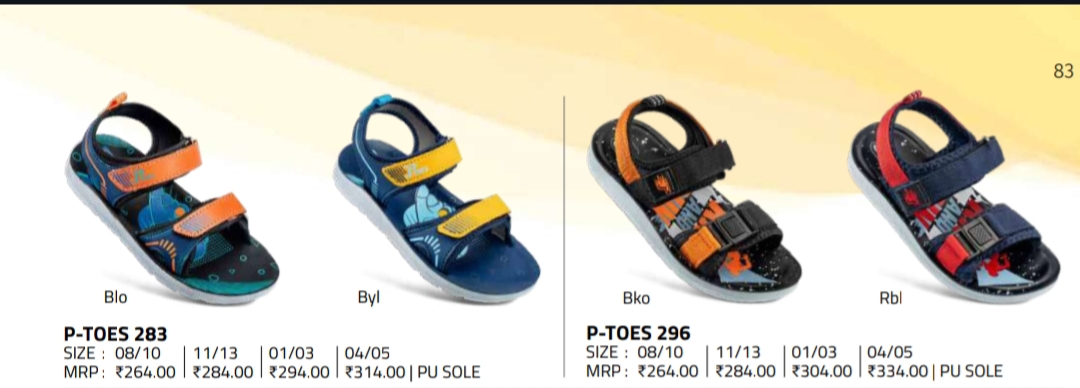 83
Blo
Byl
Bko
Rbl
P-TOES 283
SIZE : 08/10 | 11/13 | 01/03 | 04/05
MRP : ₹264.00 | ₹284.00 | ₹294.00 | ₹314.00 | PU SOLE
P-TOES 296
SIZE : 08/10 | 11/13 | 01/03 | 04/05
MRP : ₹264.00 | ₹284.00 | ₹304.00 | ₹334.00 | PU SOLE